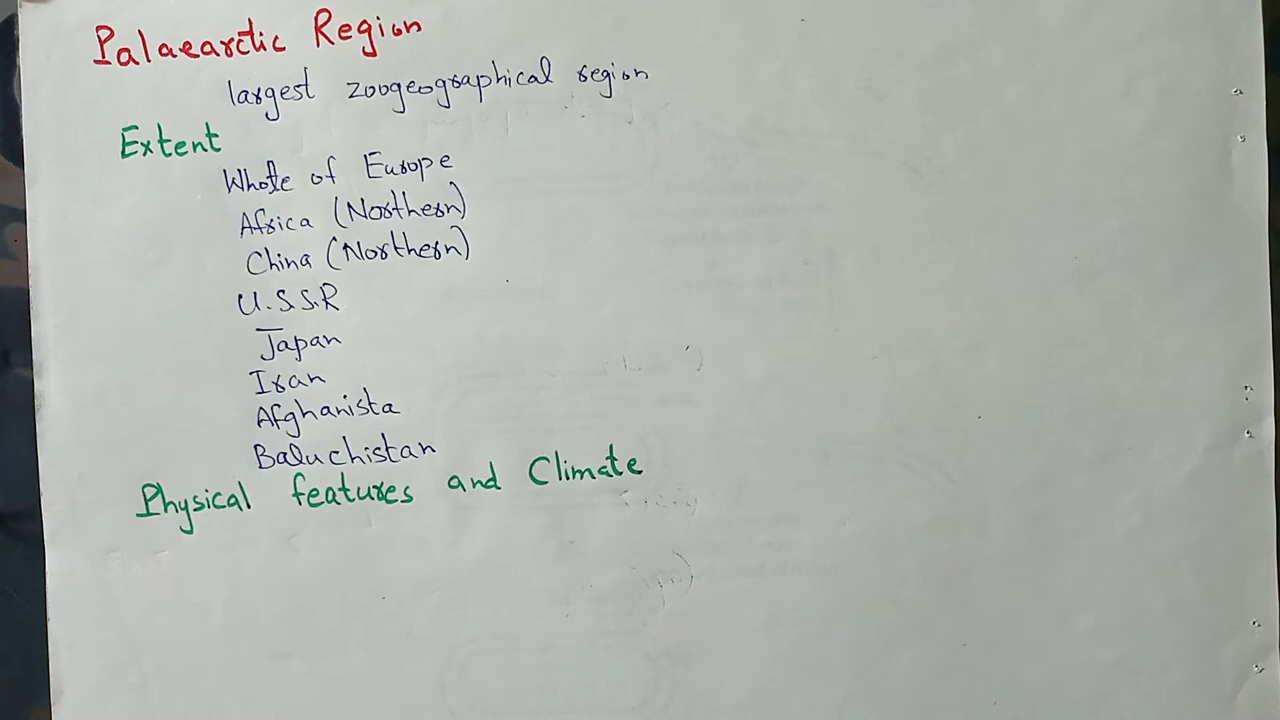 Palaearctic Region
largest zoogeographical region
Extent
Whole of Europe
Africa (Northern)
China (Northern)
U.S.S.R
Japan
Iran
Afghanista
Baluchistan
Physical features and Climate